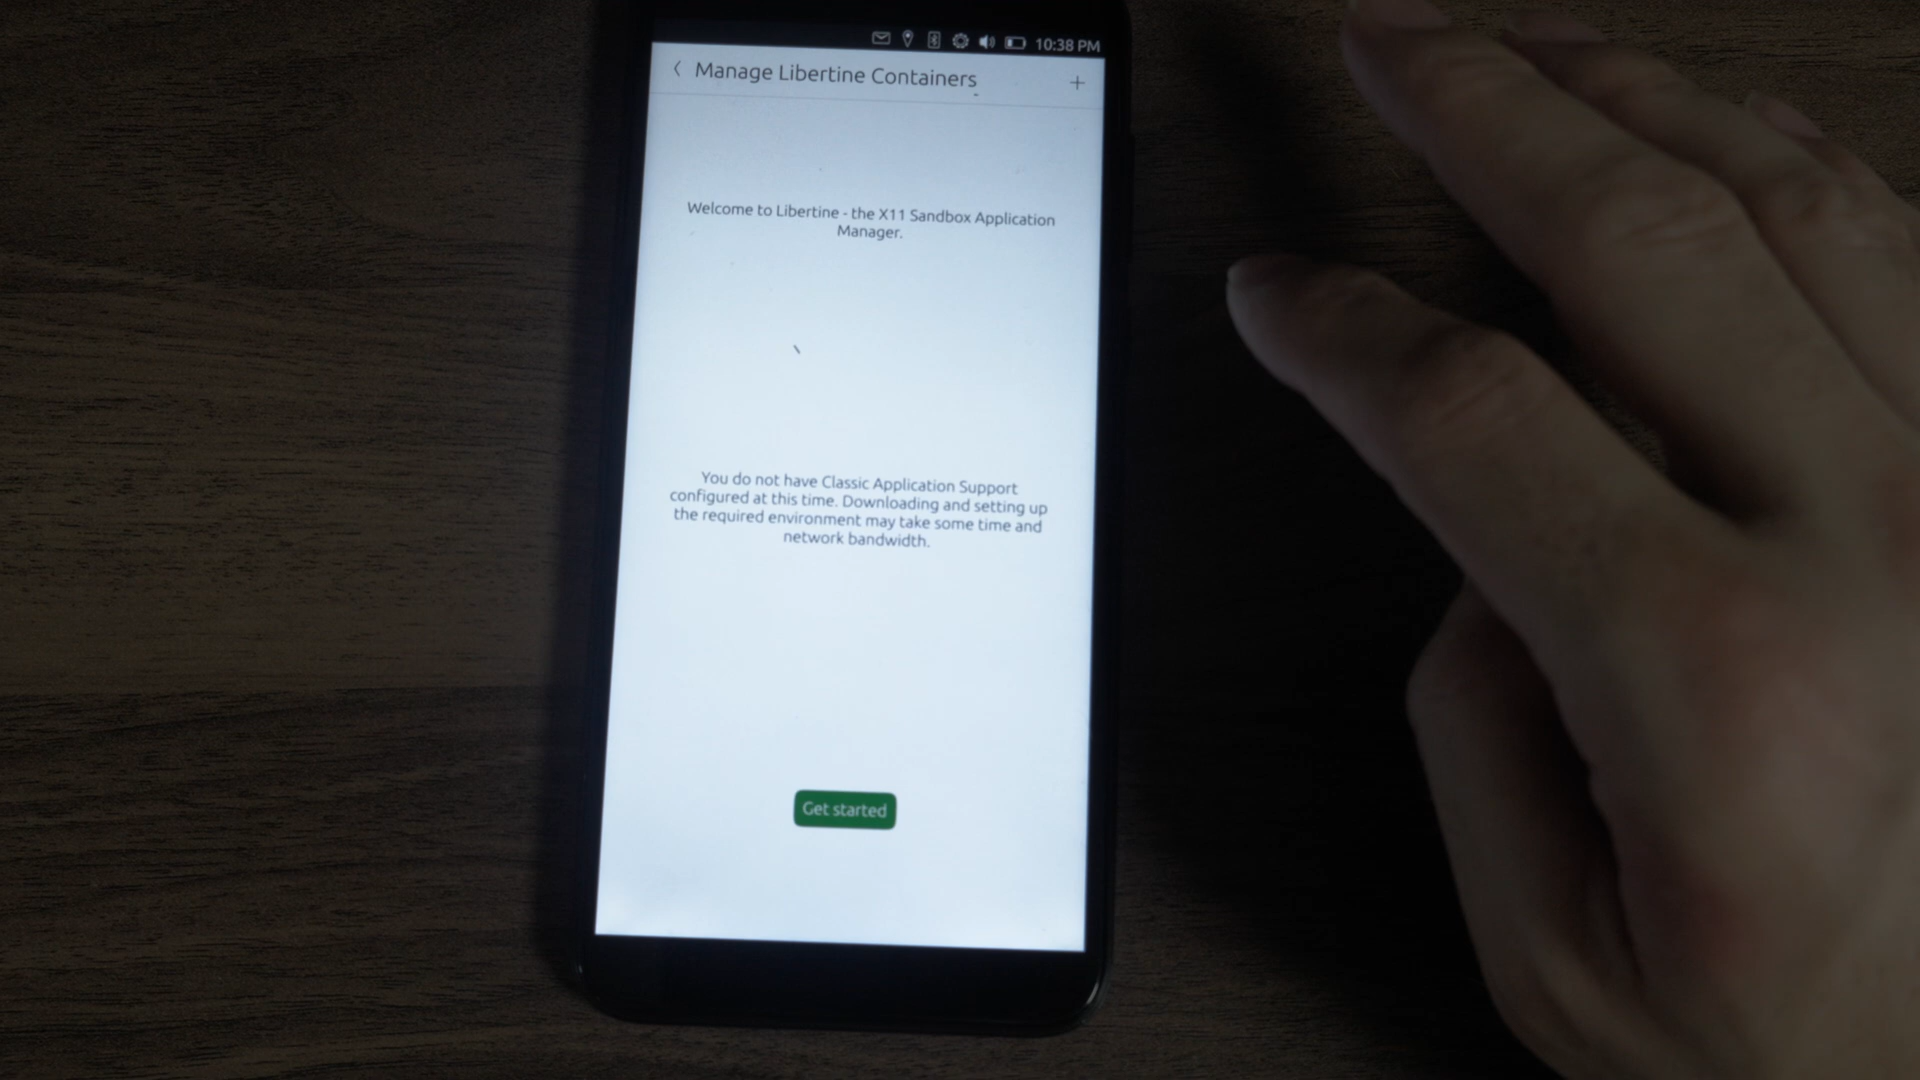 10:38 PM
Manage Libertine Containers
Welcome to Libertine - the X11 Sandbox Application
Manager.
You do not have Classic Application Support
configured at this time. Downloading and setting up
the required environment may take some time and
network bandwidth.
Get started